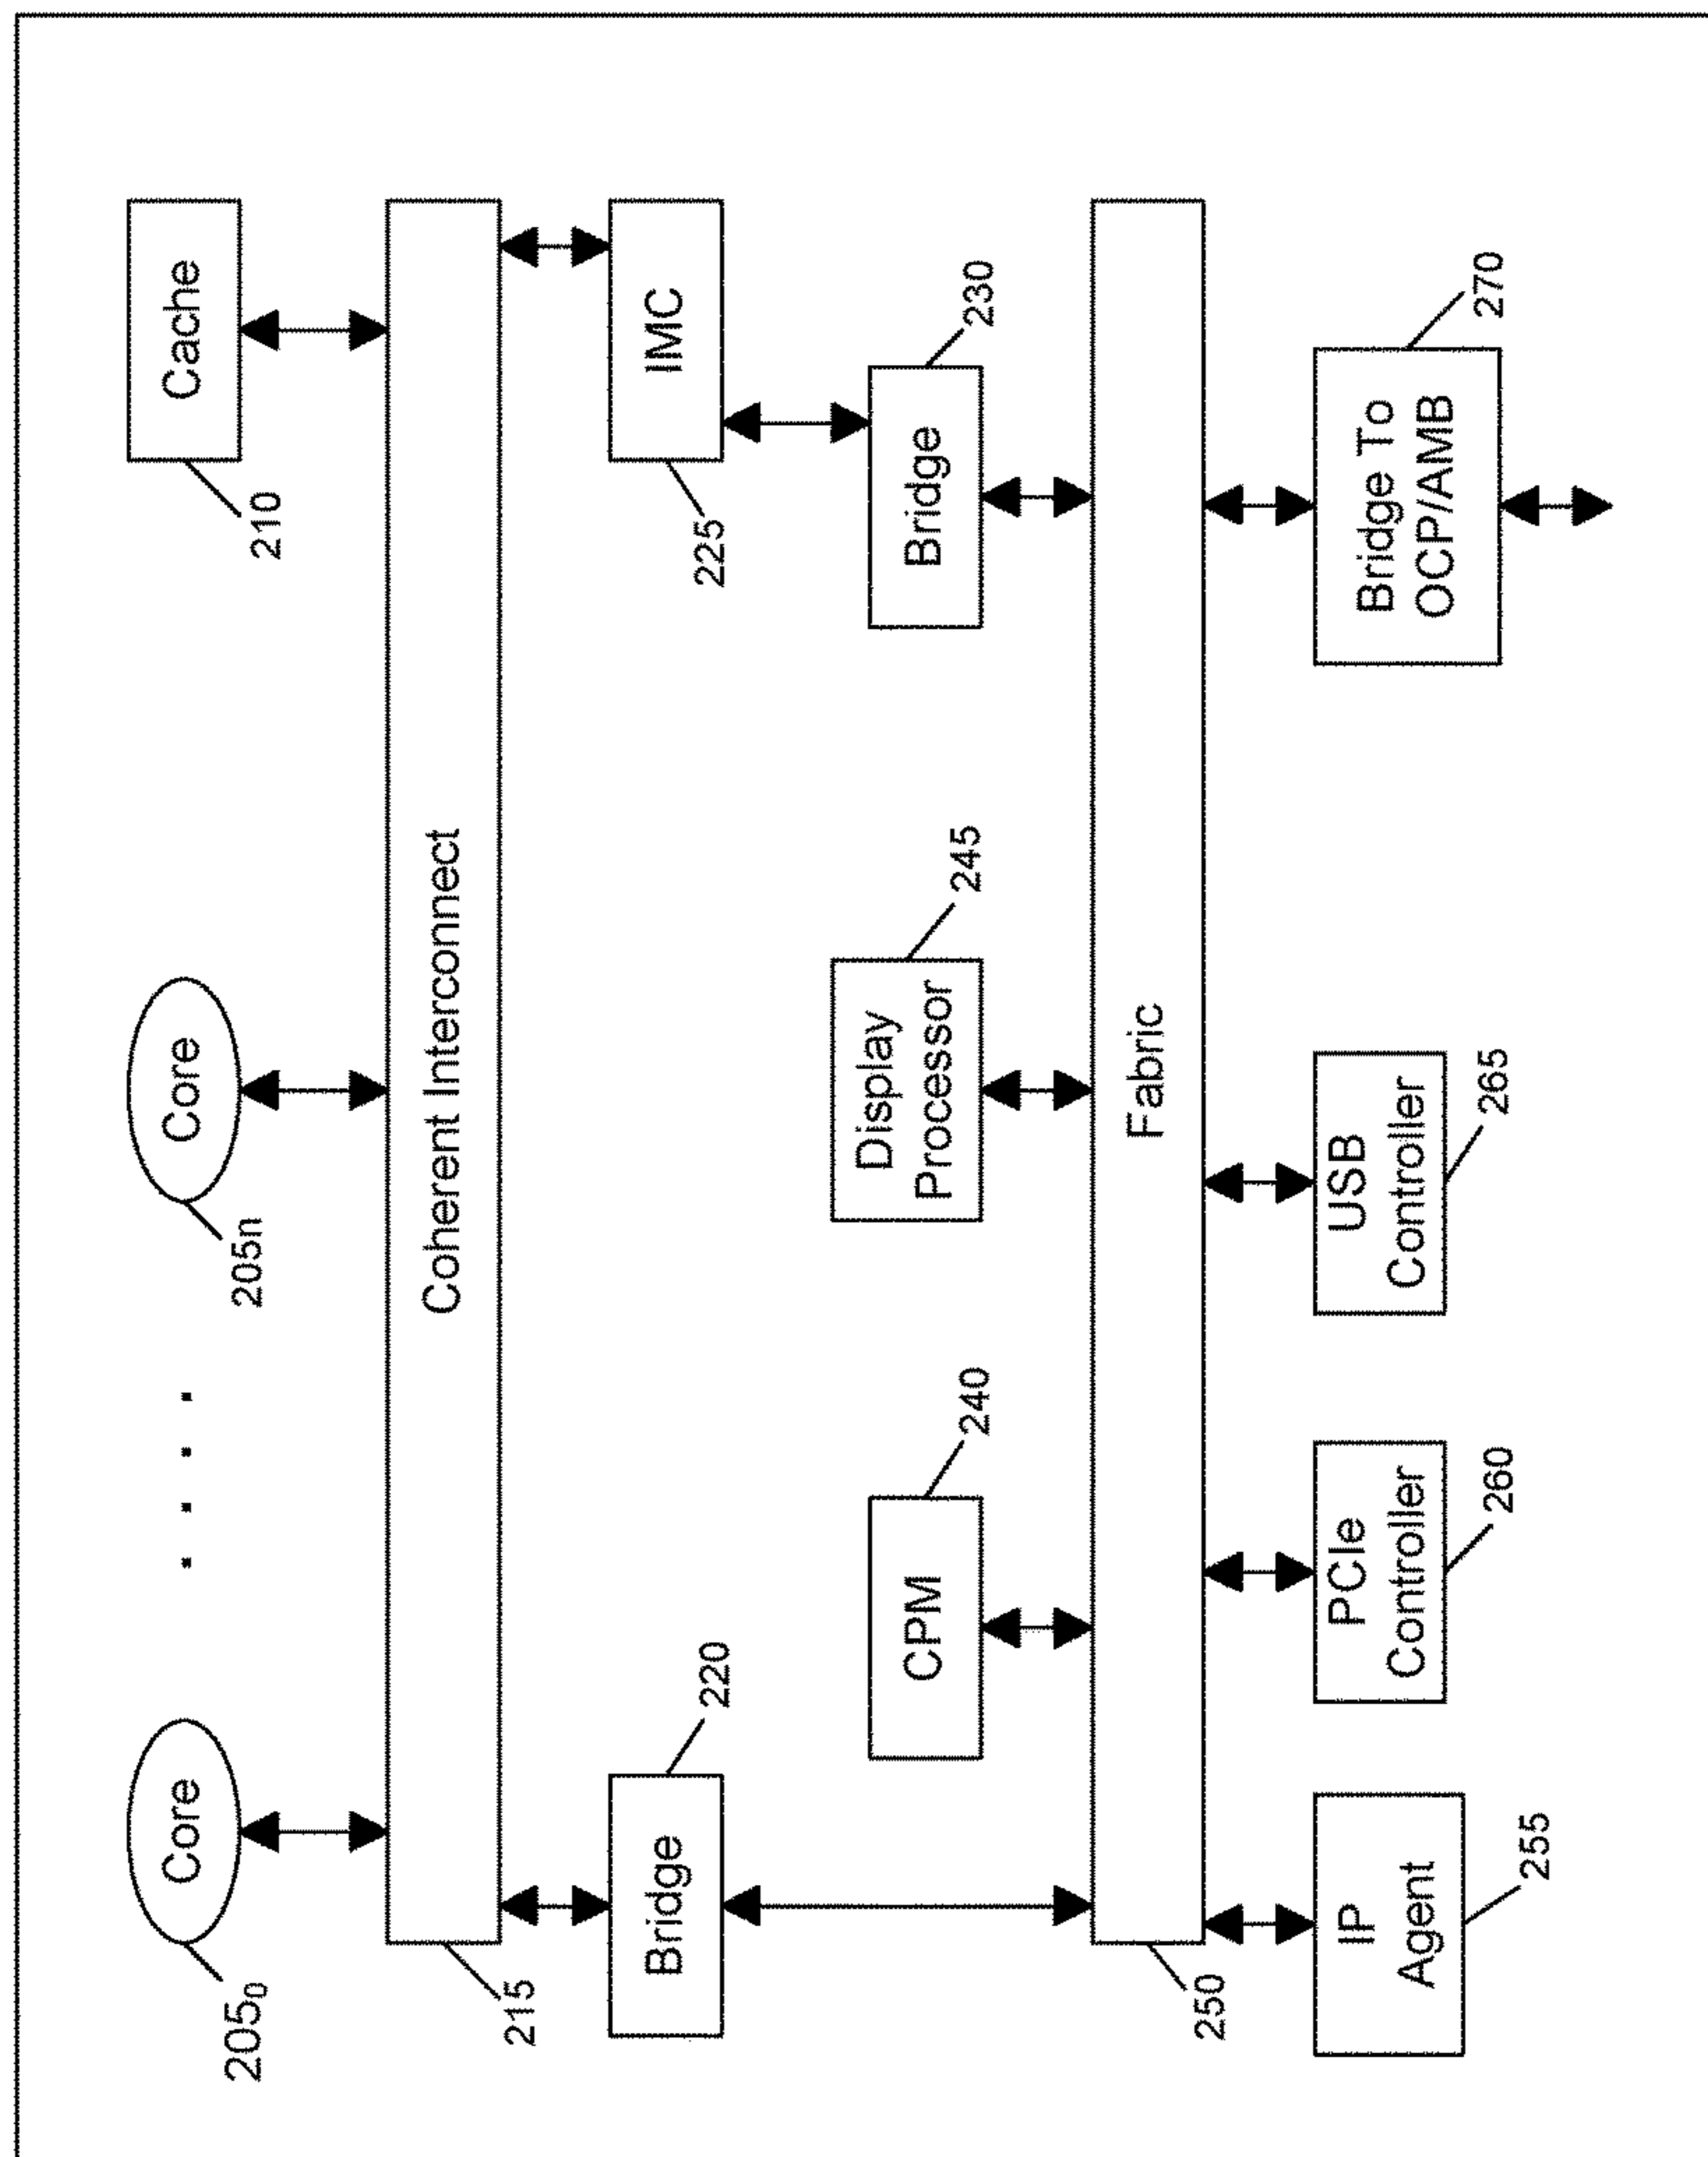 Core
Core
Cache
205₀
205n
210
Coherent Interconnect
215
Bridge
220
IMC
225
Bridge
230
CPM
240
Display
Processor
245
Fabric
250
IP
Agent
255
PCIe
Controller
260
USB
Controller
265
Bridge To
OCP/AMB
270